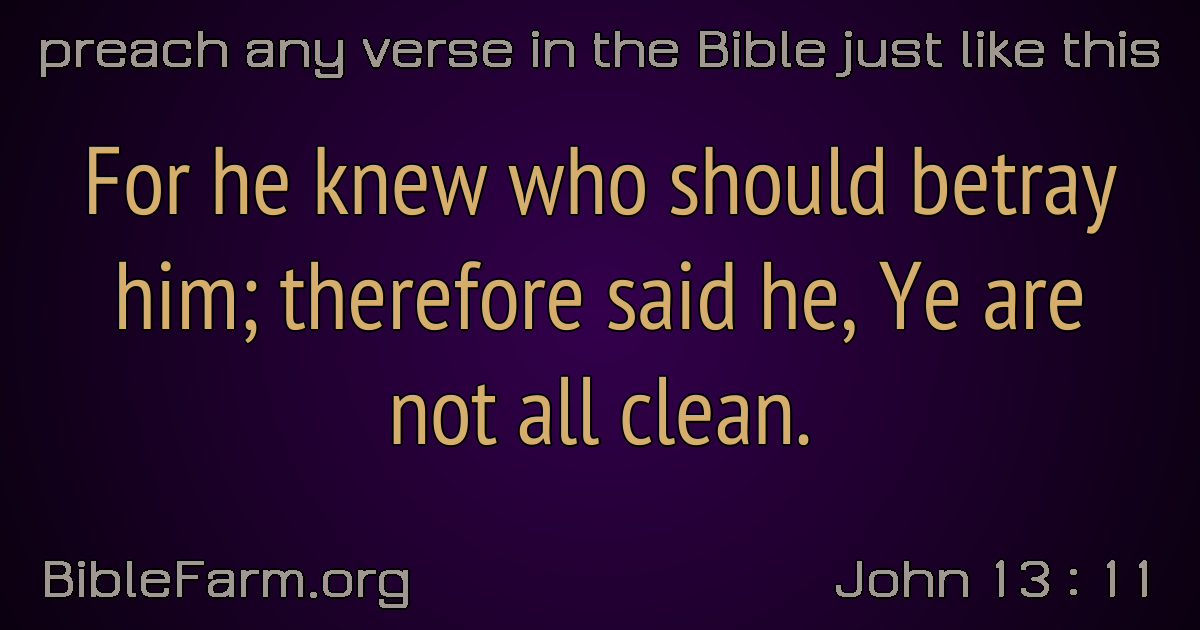 preach any verse in the Bible just like this
For he knew who should betray
him; therefore said he, Ye are
not all clean.
BibleFarm.org
John 13 : 11